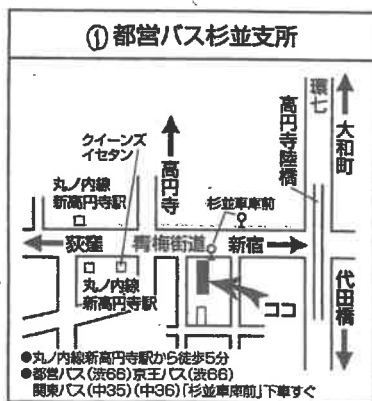 ①都営バス杉並支所
環七
大和町
高円寺陸橋
クイーンズ
イセタン
高円寺
丸ノ内線
新高円寺駅
杉並車庫前
荻窪
青梅街道
新宿
丸ノ内線
新高円寺駅
ココ
代田橋
●丸ノ内線新高円寺駅から徒歩5分
●都営バス(渋66)京王バス(渋66)
関東バス(中35)(中36)「杉並車庫前」下車すぐ